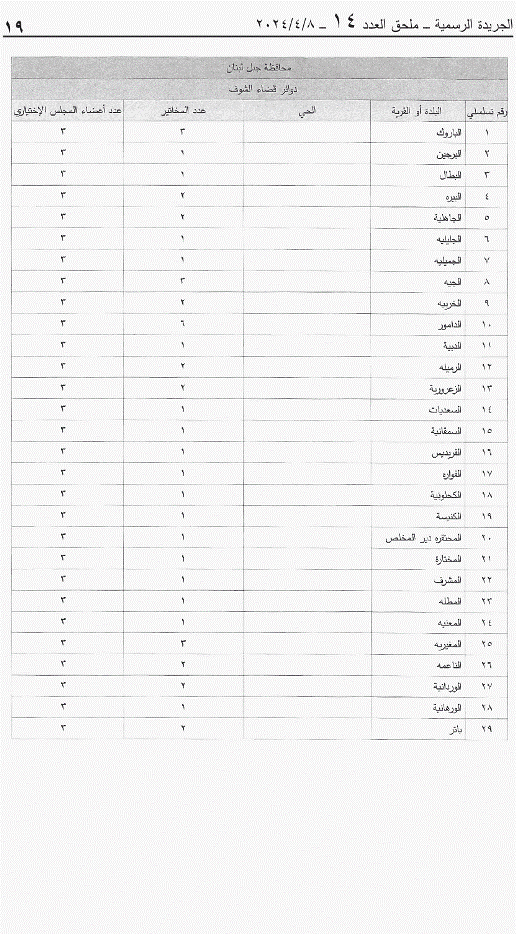 الجريدة الرسمية ــ ملحق العدد ١٤ ــ ٢٠٢٤/٤/٨ ١٩
محافظة جبل لبنان
دوائر قضاء الشوف
رقم تسلسلي البلدة أو القرية الحي عدد المخاتير عدد أعضاء المجلس الإختياري
١ الباروك ٣ ٣
٢ البرجين ١ ٣
٣ البطال ١ ٣
٤ البيره ٢ ٣
٥ الجاهلية ٢ ٣
٦ الجليليه ١ ٣
٧ الجميليه ١ ٣
٨ الجيه ٣ ٣
٩ الخريبه ٢ ٣
١٠ الدامور ٦ ٣
١١ الدبية ١ ٣
١٢ الرميله ٢ ٣
١٣ الزعرورية ٢ ٣
١٤ السعديات ١ ٣
١٥ السمقانية ١ ٣
١٦ الفريديس ١ ٣
١٧ الفواره ١ ٣
١٨ الكحلونية ١ ٣
١٩ الكنيسة ١ ٣
٢٠ المحتقره دير المخلص ١ ٣
٢١ المختارة ١ ٣
٢٢ المشرف ١ ٣
٢٣ المطله ١ ٣
٢٤ المعنيه ١ ٣
٢٥ المغيريه ٣ ٣
٢٦ الناعمه ٢ ٣
٢٧ الوردانية ٢ ٣
٢٨ الورهانية ١ ٣
٢٩ باتر ٢ ٣